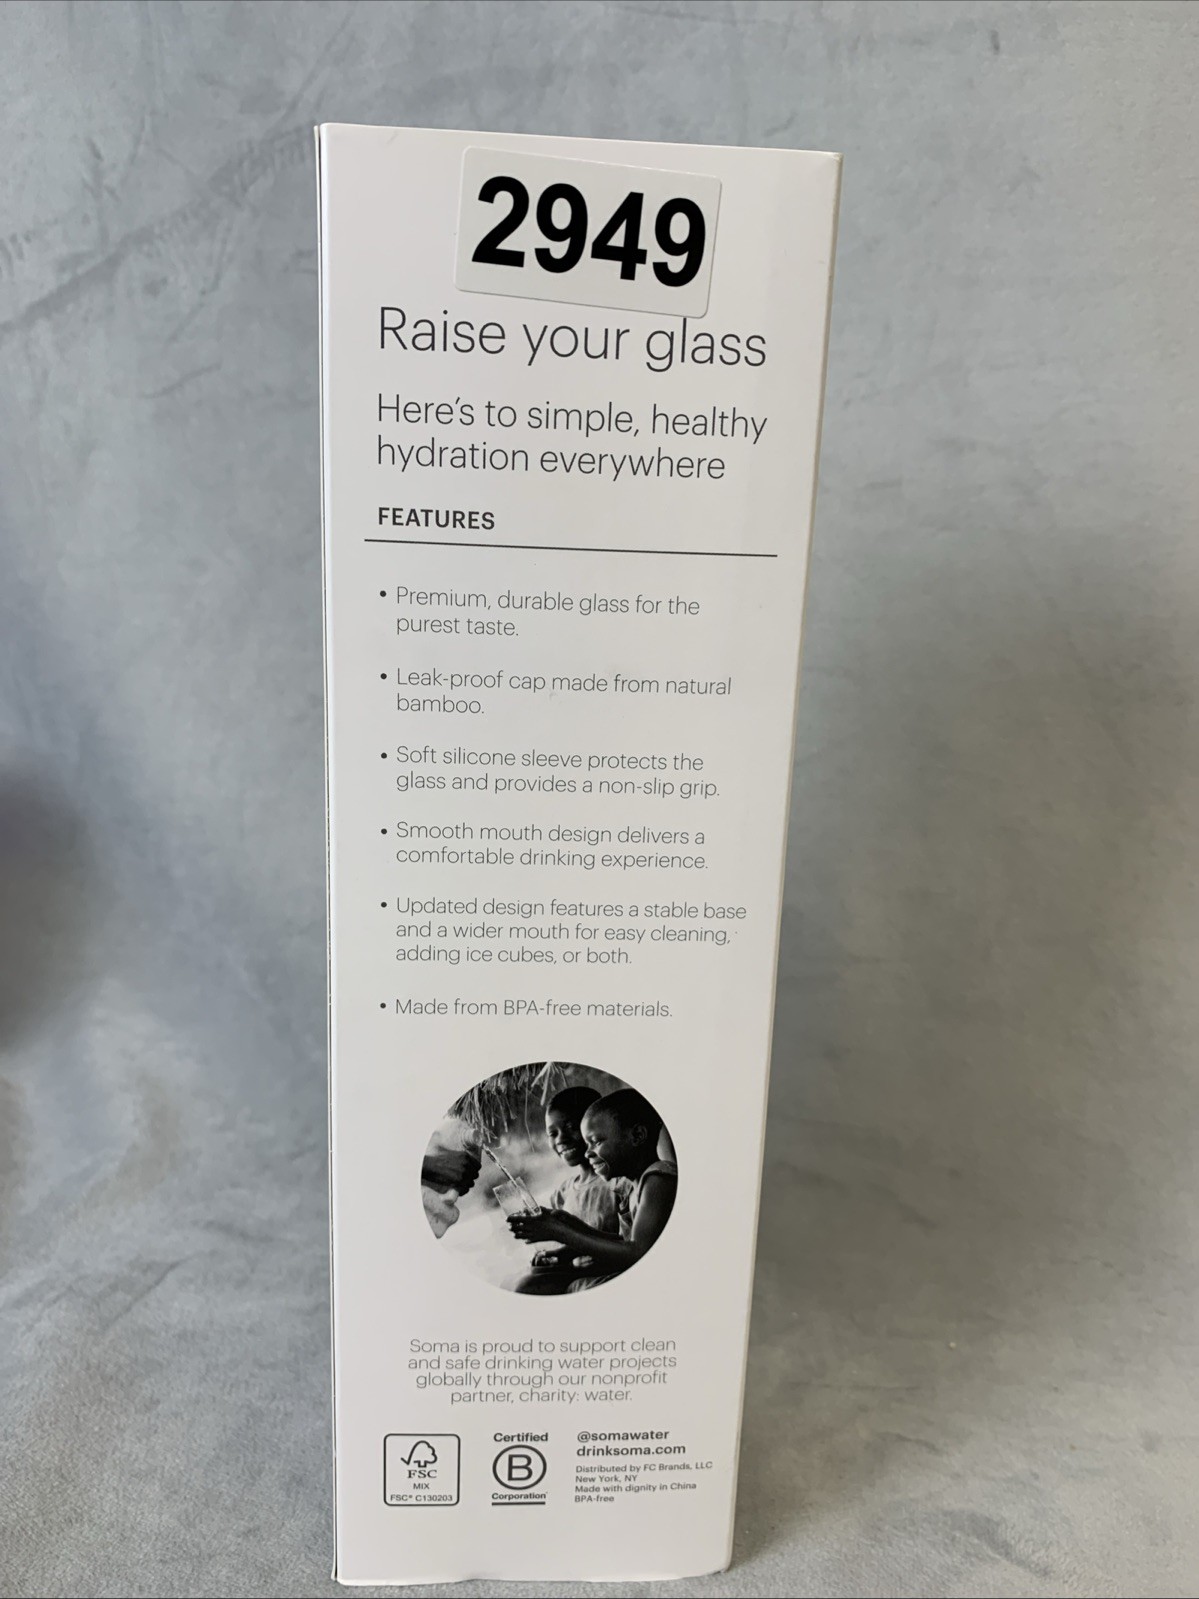 2949
Raise your glass
Here's to simple, healthy
hydration everywhere
FEATURES
• Premium, durable glass for the
purest taste.
• Leak-proof cap made from natural
bamboo.
• Soft silicone sleeve protects the
glass and provides a non-slip grip.
• Smooth mouth design delivers a
comfortable drinking experience.
• Updated design features a stable base
and a wider mouth for easy cleaning,
adding ice cubes, or both.
• Made from BPA-free materials.
Soma is proud to support clean
and safe drinking water projects
globally through our nonprofit
partner, charity: water.
FSC
MIX
FSC® C130203
Certified
B
Corporation
@somawater
drinksoma.com
Distributed by FC Brands, LLC
New York, NY
Made with dignity in China
BPA-free